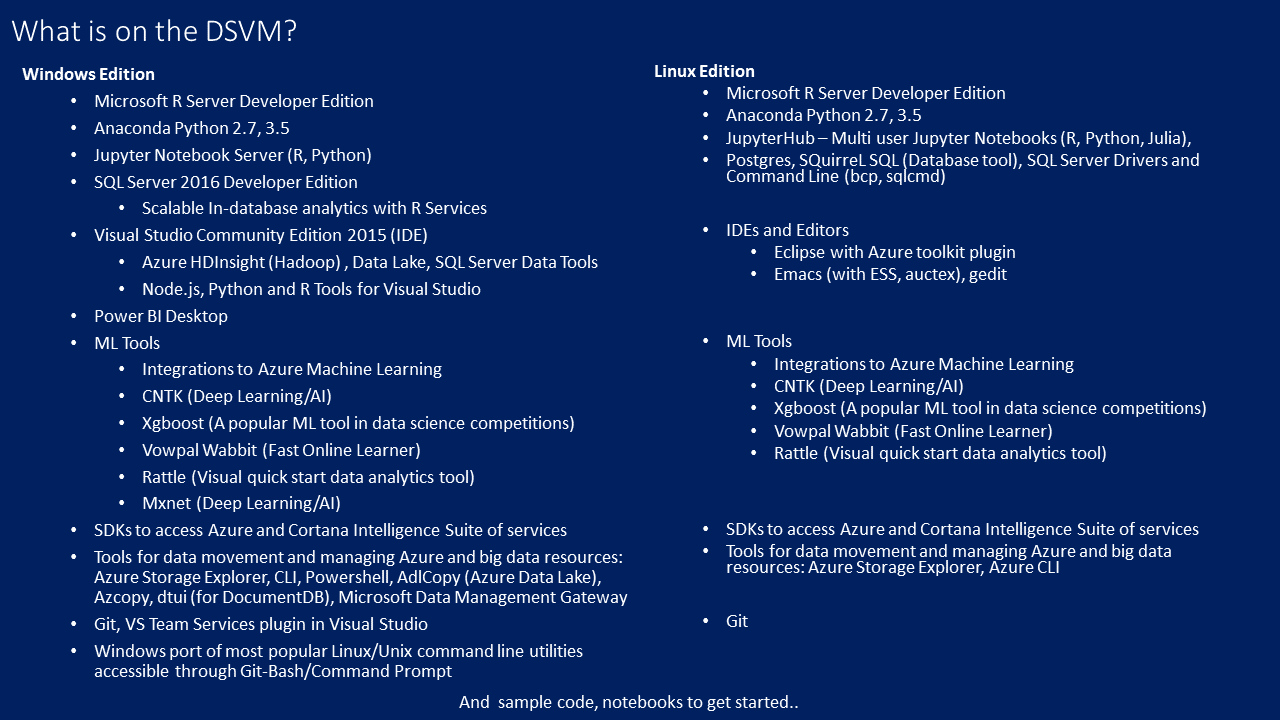 What is on the DSVM?
Windows Edition
• Microsoft R Server Developer Edition
• Anaconda Python 2.7, 3.5
• Jupyter Notebook Server (R, Python)
• SQL Server 2016 Developer Edition
• Scalable In-database analytics with R Services
• Visual Studio Community Edition 2015 (IDE)
• Azure HDInsight (Hadoop) , Data Lake, SQL Server Data Tools
• Node.js, Python and R Tools for Visual Studio
• Power BI Desktop
• ML Tools
• Integrations to Azure Machine Learning
• CNTK (Deep Learning/AI)
• Xgboost (A popular ML tool in data science competitions)
• Vowpal Wabbit (Fast Online Learner)
• Rattle (Visual quick start data analytics tool)
• Mxnet (Deep Learning/AI)
• SDKs to access Azure and Cortana Intelligence Suite of services
• Tools for data movement and managing Azure and big data resources:
Azure Storage Explorer, CLI, Powershell, AdlCopy (Azure Data Lake),
Azcopy, dtui (for DocumentDB), Microsoft Data Management Gateway
• Git, VS Team Services plugin in Visual Studio
• Windows port of most popular Linux/Unix command line utilities
accessible through Git-Bash/Command Prompt
Linux Edition
• Microsoft R Server Developer Edition
• Anaconda Python 2.7, 3.5
• JupyterHub – Multi user Jupyter Notebooks (R, Python, Julia),
• Postgres, SQuirreL SQL (Database tool), SQL Server Drivers and
Command Line (bcp, sqlcmd)
• IDEs and Editors
• Eclipse with Azure toolkit plugin
• Emacs (with ESS, auctex), gedit
• ML Tools
• Integrations to Azure Machine Learning
• CNTK (Deep Learning/AI)
• Xgboost (A popular ML tool in data science competitions)
• Vowpal Wabbit (Fast Online Learner)
• Rattle (Visual quick start data analytics tool)
• SDKs to access Azure and Cortana Intelligence Suite of services
• Tools for data movement and managing Azure and big data
resources: Azure Storage Explorer, Azure CLI
• Git
And sample code, notebooks to get started..